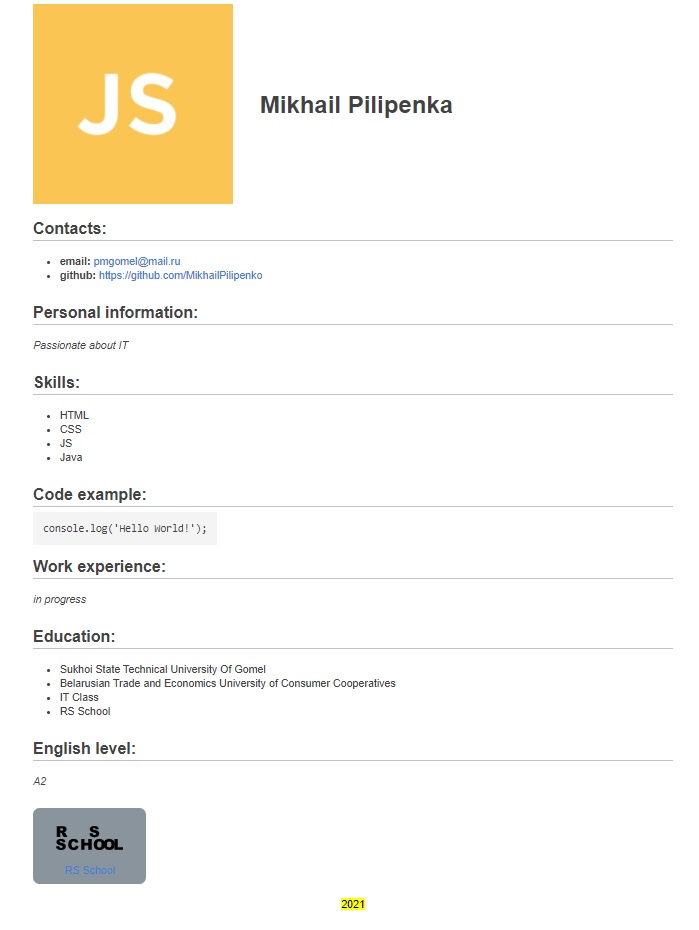 JS
Mikhail Pilipenka
Contacts:
email: pmgomel@mail.ru
github: https://github.com/MikhailPilipenko
Personal information:
Passionate about IT
Skills:
HTML
CSS
JS
Java
Code example:
console.log('Hello World!');
Work experience:
in progress
Education:
Sukhoi State Technical University Of Gomel
Belarusian Trade and Economics University of Consumer Cooperatives
IT Class
RS School
English level:
A2
R S
SCHOOL
RS School
2021